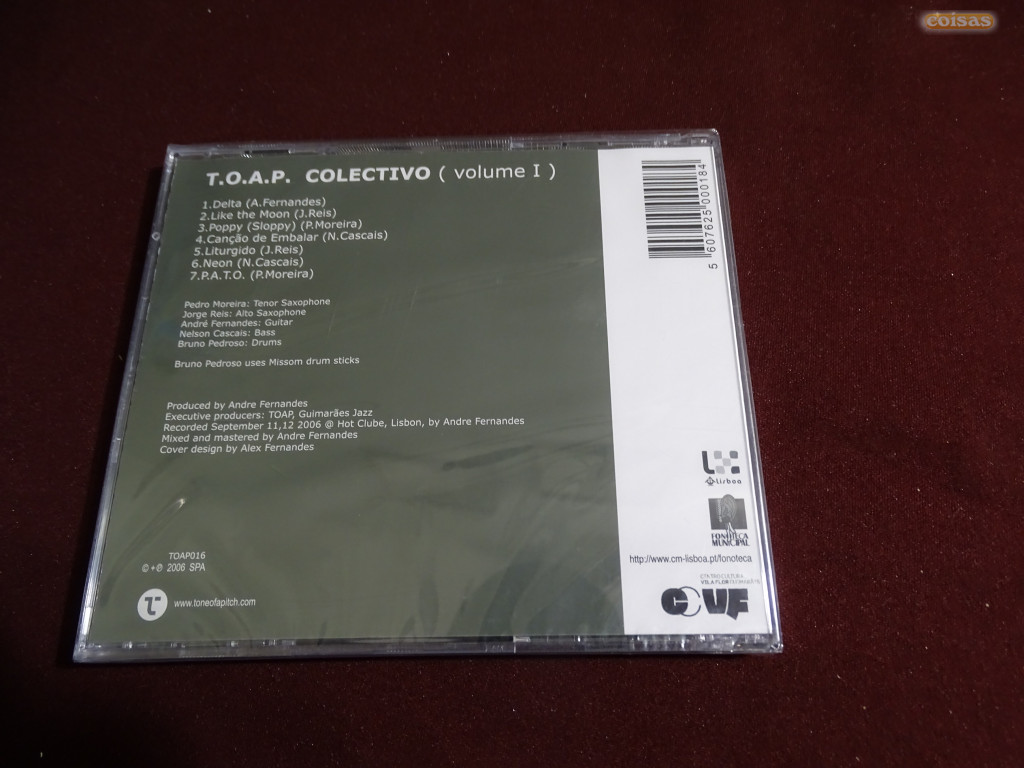 coisas
T.O.A.P. COLECTIVO ( volume I )
1.Delta (A.Fernandes)
2.Like the Moon (J.Reis)
3.Poppy (Sloppy) (P.Moreira)
4.Canção de Embalar (N.Cascais)
5.Liturgido (J.Reis)
6.Neon (N.Cascais)
7.P.A.T.O. (P.Moreira)
Pedro Moreira: Tenor Saxophone
Jorge Reis: Alto Saxophone
André Fernandes: Guitar
Nelson Cascais: Bass
Bruno Pedroso: Drums
Bruno Pedroso uses Missom drum sticks
Produced by Andre Fernandes
Executive producers: TOAP, Guimarães Jazz
Recorded September 11,12 2006 @ Hot Clube, Lisbon, by Andre Fernandes
Mixed and mastered by Andre Fernandes
Cover design by Alex Fernandes
TOAP016
©+℗ 2006 SPA
www.toneofapitch.com
5 607625 000184
Lisboa
FONOTECA
MUNICIPAL
http://www.cm-lisboa.pt/fonoteca
CCVF